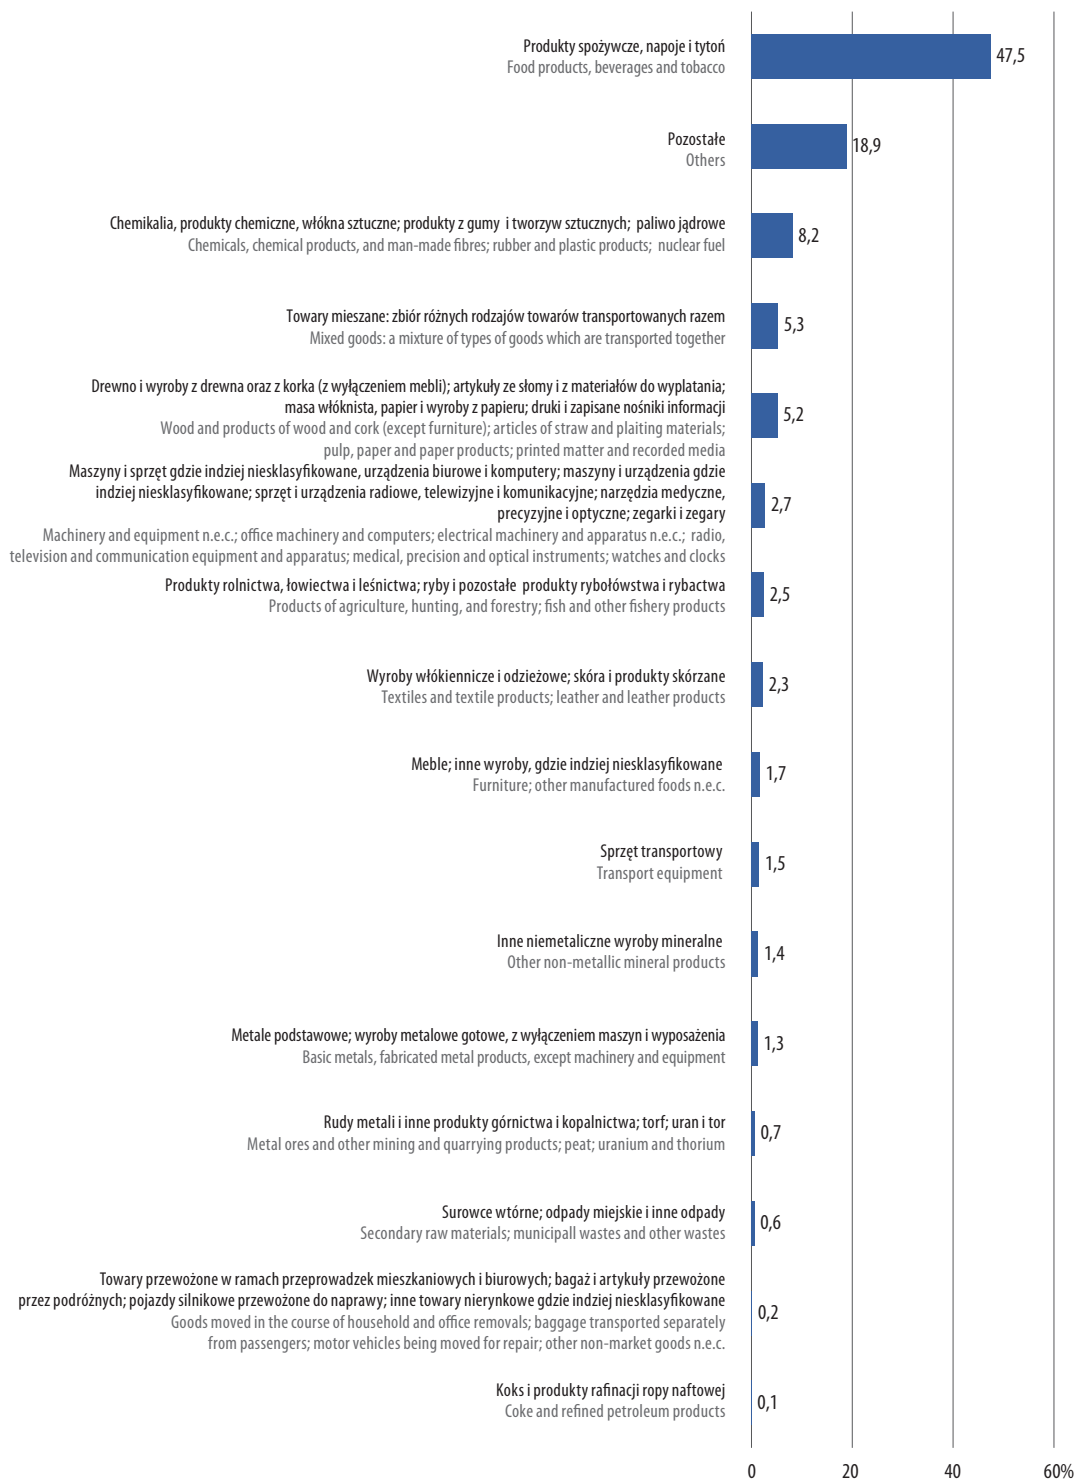 Produkty spożywcze, napoje i tytoń
Food products, beverages and tobacco
47,5
Pozostałe
Others
18,9
Chemikalia, produkty chemiczne, włókna sztuczne; produkty z gumy i tworzyw sztucznych; paliwo jądrowe
Chemicals, chemical products, and man-made fibres; rubber and plastic products; nuclear fuel
8,2
Towary mieszane: zbiór różnych rodzajów towarów transportowanych razem
Mixed goods: a mixture of types of goods which are transported together
5,3
Drewno i wyroby z drewna oraz z korka (z wyłączeniem mebli); artykuły ze słomy i z materiałów do wyplatania;
masa włóknista, papier i wyroby z papieru; druki i zapisane nośniki informacji
Wood and products of wood and cork (except furniture); articles of straw and plaiting materials;
pulp, paper and paper products; printed matter and recorded media
5,2
Maszyny i sprzęt gdzie indziej niesklasyfikowane, urządzenia biurowe i komputery; maszyny i urządzenia gdzie
indziej niesklasyfikowane; sprzęt i urządzenia radiowe, telewizyjne i komunikacyjne; narzędzia medyczne,
precyzyjne i optyczne; zegarki i zegary
Machinery and equipment n.e.c.; office machinery and computers; electrical machinery and apparatus n.e.c.; radio,
television and communication equipment and apparatus; medical, precision and optical instruments; watches and clocks
2,7
Produkty rolnictwa, łowiectwa i leśnictwa; ryby i pozostałe produkty rybołówstwa i rybactwa
Products of agriculture, hunting, and forestry; fish and other fishery products
2,5
Wyroby włókiennicze i odzieżowe; skóra i produkty skórzane
Textiles and textile products; leather and leather products
2,3
Meble; inne wyroby, gdzie indziej niesklasyfikowane
Furniture; other manufactured foods n.e.c.
1,7
Sprzęt transportowy
Transport equipment
1,5
Inne niemetaliczne wyroby mineralne
Other non-metallic mineral products
1,4
Metale podstawowe; wyroby metalowe gotowe, z wyłączeniem maszyn i wyposażenia
Basic metals, fabricated metal products, except machinery and equipment
1,3
Rudy metali i inne produkty górnictwa i kopalnictwa; torf; uran i tor
Metal ores and other mining and quarrying products; peat; uranium and thorium
0,7
Surowce wtórne; odpady miejskie i inne odpady
Secondary raw materials; municipall wastes and other wastes
0,6
Towary przewożone w ramach przeprowadzek mieszkaniowych i biurowych; bagaż i artykuły przewożone
przez podróżnych; pojazdy silnikowe przewożone do naprawy; inne towary nierynkowe gdzie indziej niesklasyfikowane
Goods moved in the course of household and office removals; baggage transported separately
from passengers; motor vehicles being moved for repair; other non-market goods n.e.c.
0,2
Koks i produkty rafinacji ropy naftowej
Coke and refined petroleum products
0,1
0 20 40 60%